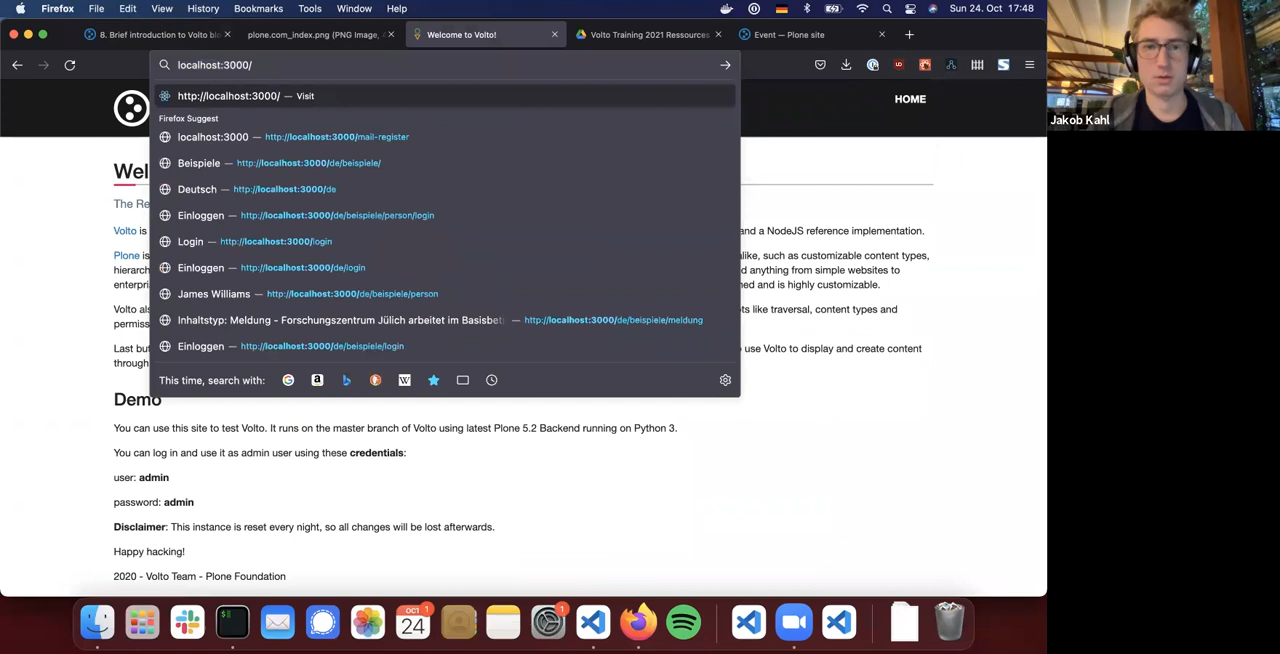 Firefox File Edit View History Bookmarks Tools Window Help Sun 24. Oct 17:48
8. Brief introduction to Volto blo plone.com_index.png (PNG Image, Welcome to Volto! Volto Training 2021 Ressources Event — Plone site
localhost:3000/
http://localhost:3000/ — Visit
Firefox Suggest
localhost:3000 — http://localhost:3000/mail-register
Beispiele — http://localhost:3000/de/beispiele/
Deutsch — http://localhost:3000/de
Einloggen — http://localhost:3000/de/beispiele/person/login
Login — http://localhost:3000/login
Einloggen — http://localhost:3000/de/login
James Williams — http://localhost:3000/de/beispiele/person
Inhaltstyp: Meldung - Forschungszentrum Jülich arbeitet im Basisbet — http://localhost:3000/de/beispiele/meldung
Einloggen — http://localhost:3000/de/beispiele/login
This time, search with:
HOME
Wel
The Re
Volto is and a NodeJS reference implementation.
Plone is alike, such as customizable content types,
hierarch d anything from simple websites to
enterpris ned and is highly customizable.
Volto als ots like traversal, content types and
permiss
Last but use Volto to display and create content
through
Demo
You can use this site to test Volto. It runs on the master branch of Volto using latest Plone 5.2 Backend running on Python 3.
You can log in and use it as admin user using these credentials:
user: admin
password: admin
Disclaimer: This instance is reset every night, so all changes will be lost afterwards.
Happy hacking!
2020 - Volto Team - Plone Foundation
Jakob Kahl
OCT 1
24
1